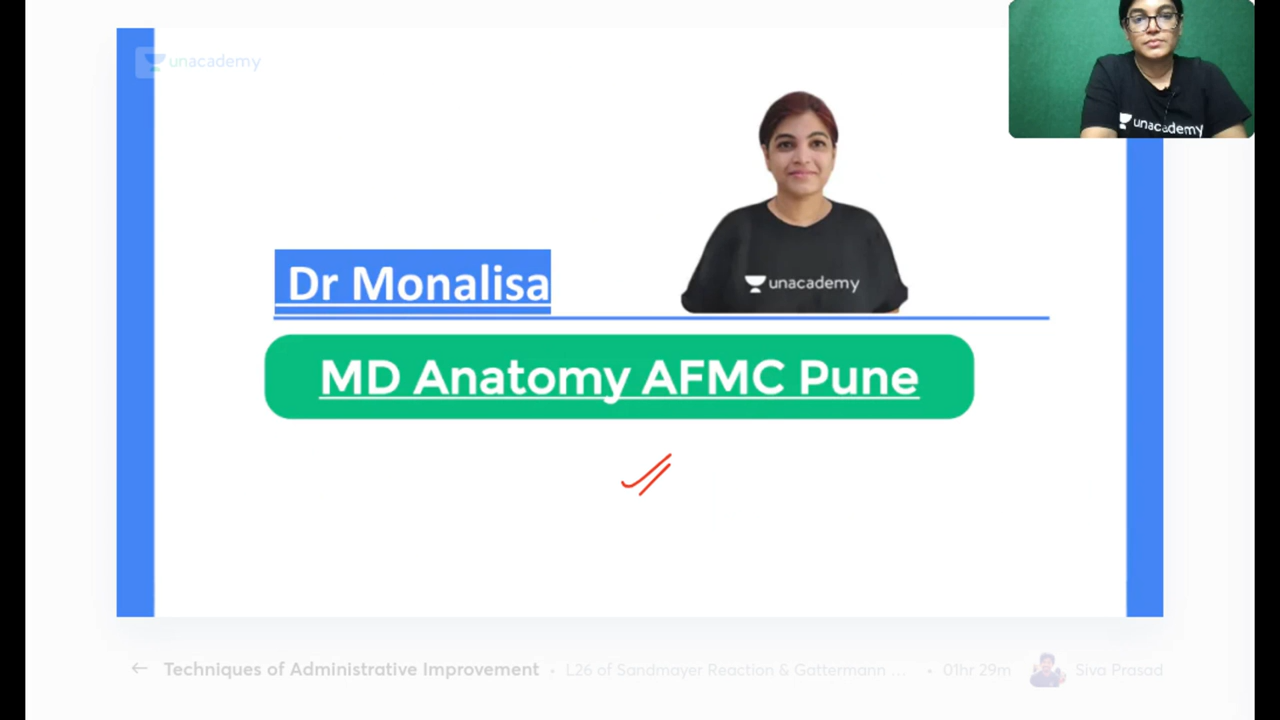 unacademy
unacademy
Dr Monalisa
unacademy
MD Anatomy AFMC Pune
← Techniques of Administrative Improvement • L26 of Sandmayer Reaction & Gattermann ... • 01hr 29m Siva Prasad